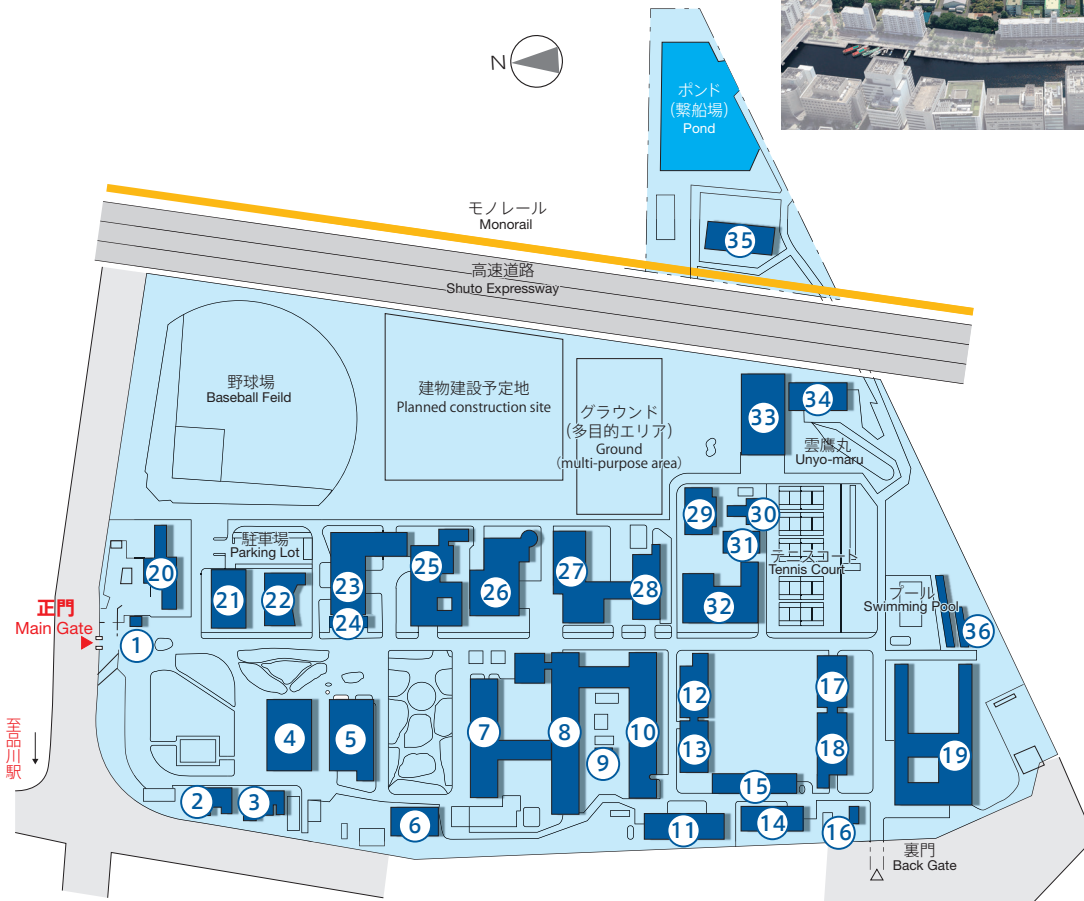 N
ポンド
(繋船場)
Pond
35
モノレール
Monorail
高速道路
Shuto Expressway
野球場
Baseball Feild
建物建設予定地
Planned construction site
グラウンド
(多目的エリア)
Ground
(multi-purpose area)
33
34
雲鷹丸
Unyo-maru
29
30
31
テニスコート
Tennis Court
32
駐車場
Parking Lot
20
21
22
23
24
25
26
27
28
プール
Swimming Pool
36
正門
Main Gate
1
至品川駅
4
5
7
8
9
10
12
13
17
18
19
2
3
6
11
15
14
16
裏門
Back Gate